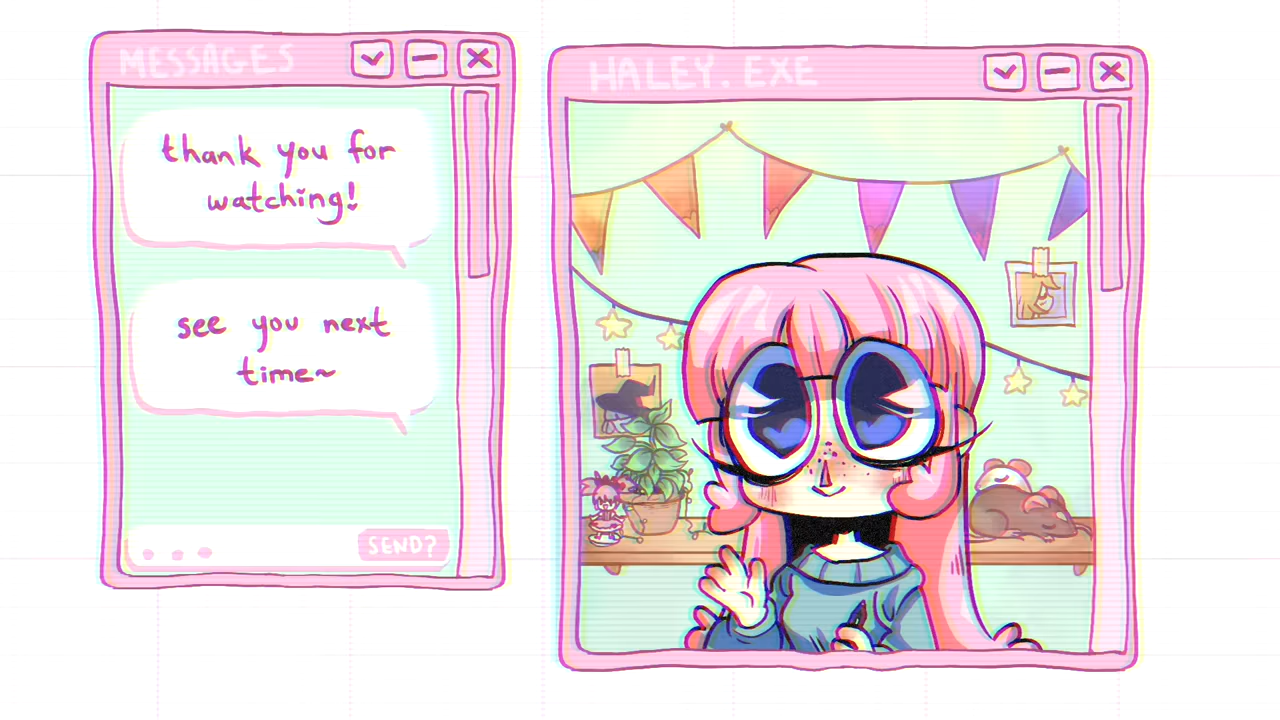 MESSAGES
thank you for
watching!
see you next
time~
SEND?
HALEY.EXE